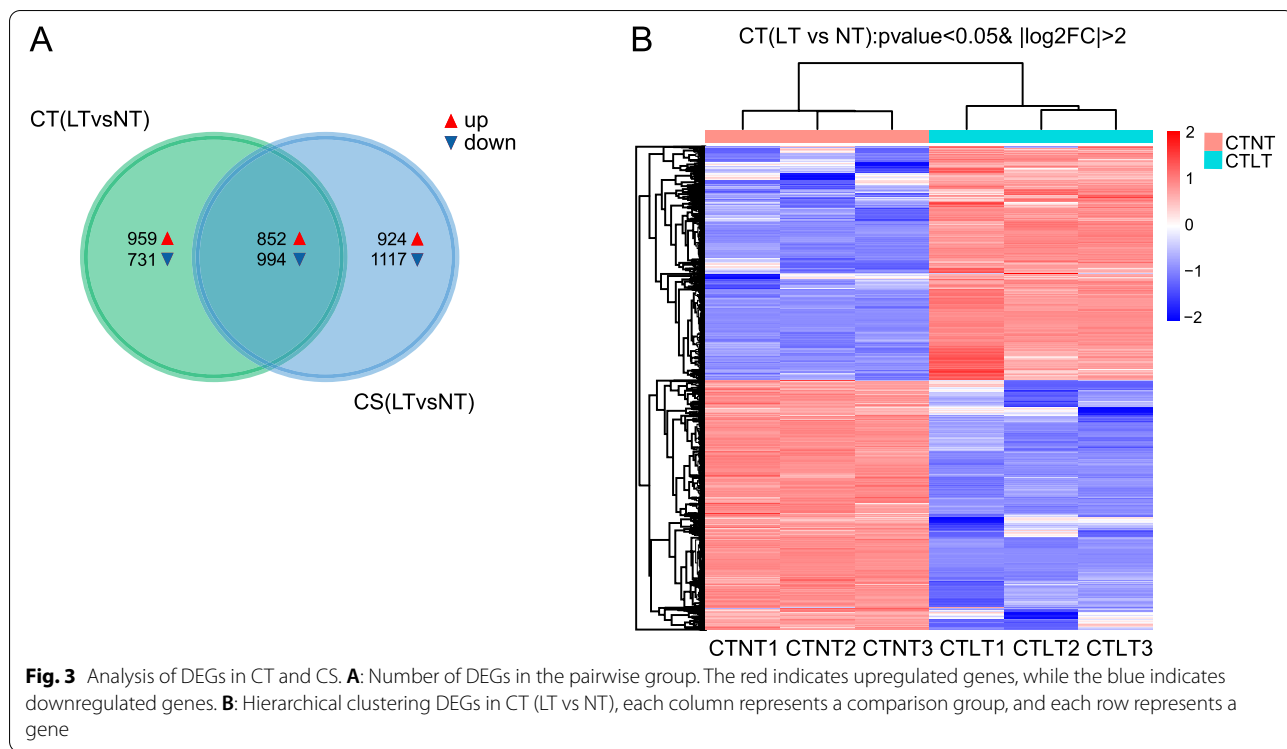 A
CT(LTvsNT)
▲ up
▼ down
959 ▲ 852 ▲ 924 ▲
731 ▼ 994 ▼ 1117 ▼
CS(LTvsNT)
B
CT(LT vs NT):pvalue<0.05& |log2FC|>2
2
1
0
−1
−2
CTNT
CTLT
CTNT1 CTNT2 CTNT3 CTLT1 CTLT2 CTLT3
Fig. 3 Analysis of DEGs in CT and CS. A: Number of DEGs in the pairwise group. The red indicates upregulated genes, while the blue indicates
downregulated genes. B: Hierarchical clustering DEGs in CT (LT vs NT), each column represents a comparison group, and each row represents a
gene